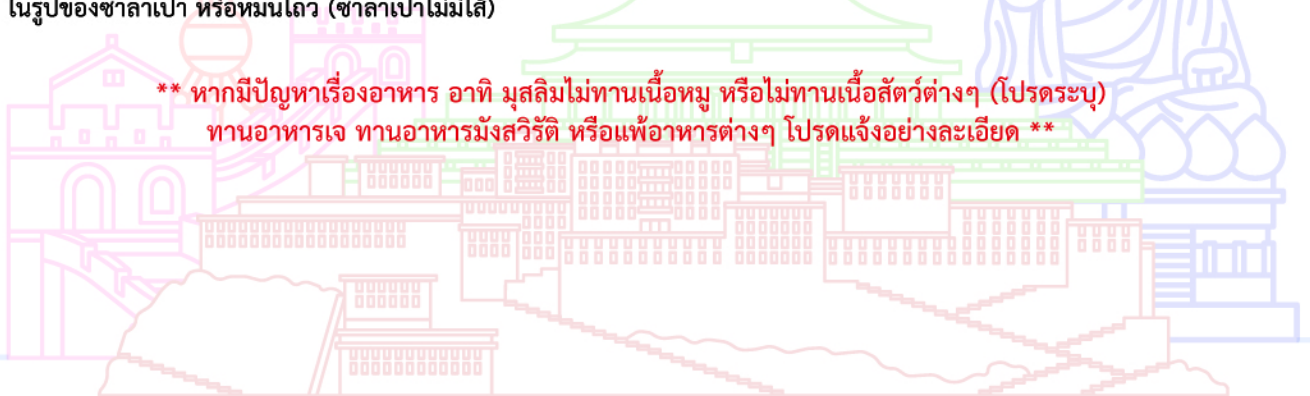 ในรูปของซาลาเปา หรือหมั่นโถว (ซาลาเปาไม่มีไส้)
** หากมีปัญหาเรื่องอาหาร อาทิ มุสลิมไม่ทานเนื้อหมู หรือไม่ทานเนื้อสัตว์ต่างๆ (โปรดระบุ)
ทานอาหารเจ ทานอาหารมังสวิรัติ หรือแพ้อาหารต่างๆ โปรดแจ้งอย่างละเอียด **